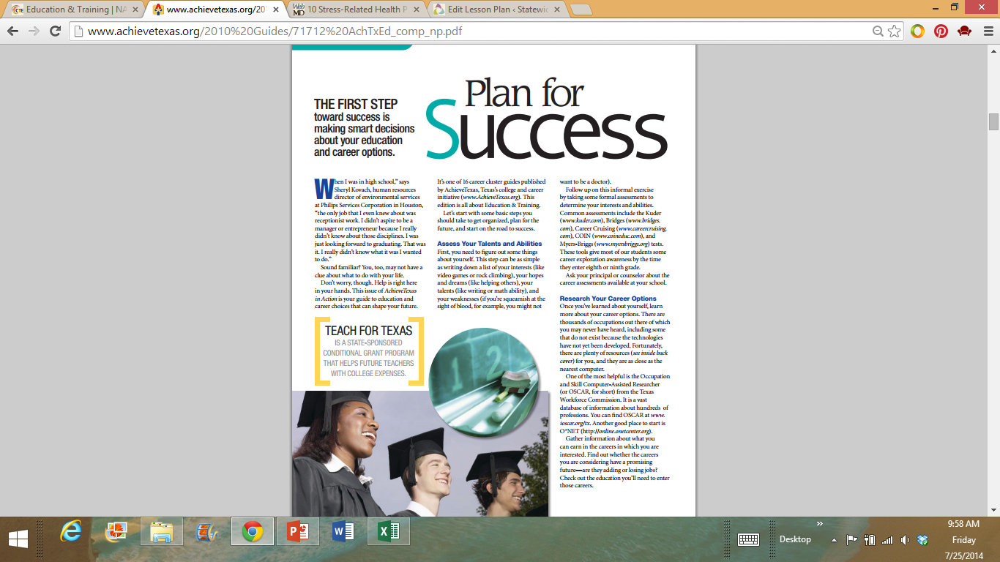 Education & Training | NA
www.achievetexas.org/20
10 Stress-Related Health P
Edit Lesson Plan ‹ Statewi
www.achievetexas.org/2010%20Guides/71712%20AchTxEd_comp_np.pdf
THE FIRST STEP
toward success is
making smart decisions
about your education
and career options.
Plan for
Success
When I was in high school,” says
Sheryl Kovach, human resources
director of environmental services
at Philips Services Corporation in Houston,
“the only job that I even knew about was
receptionist work. I didn’t aspire to be a
manager or entrepreneur because I really
didn’t know about those disciplines. I was
just looking forward to graduating. That was
it. I really didn’t know what it was I wanted
to do.”
Sound familiar? You, too, may not have a
clue about what to do with your life.
Don’t worry, though. Help is right here
in your hands. This issue of AchieveTexas
in Action is your guide to education and
career choices that can shape your future.
TEACH FOR TEXAS
IS A STATE-SPONSORED
CONDITIONAL GRANT PROGRAM
THAT HELPS FUTURE TEACHERS
WITH COLLEGE EXPENSES.
It’s one of 16 career cluster guides published
by AchieveTexas, Texas’s college and career
initiative (www.AchieveTexas.org). This
edition is all about Education & Training.
Let’s start with some basic steps you
should take to get organized, plan for the
future, and start on the road to success.
Assess Your Talents and Abilities
First, you need to figure out some things
about yourself. This step can be as simple
as writing down a list of your interests (like
video games or rock climbing), your hopes
and dreams (like helping others), your
talents (like writing or math ability), and
your weaknesses (if you’re squeamish at the
sight of blood, for example, you might not
1 2
want to be a doctor).
Follow up on this informal exercise
by taking some formal assessments to
determine your interests and abilities.
Common assessments include the Kuder
(www.kuder.com), Bridges (www.bridges.
com), Career Cruising (www.careercruising.
com), COIN (www.coineduc.com), and
Myers-Briggs (www.myersbriggs.org) tests.
These tools give most of our students some
career exploration awareness by the time
they enter eighth or ninth grade.
Ask your principal or counselor about the
career assessments available at your school.
Research Your Career Options
Once you’ve learned about yourself, learn
more about your career options. There are
thousands of occupations out there of which
you may never have heard, including some
that do not exist because the technologies
have not yet been developed. Fortunately,
there are plenty of resources (see inside back
cover) for you, and they are as close as the
nearest computer.
One of the most helpful is the Occupation
and Skill Computer-Assisted Researcher
(or OSCAR, for short) from the Texas
Workforce Commission. It is a vast
database of information about hundreds of
professions. You can find OSCAR at www.
ioscar.org/tx. Another good place to start is
O*NET (http://online.onetcenter.org).
Gather information about what you
can earn in the careers in which you are
interested. Find out whether the careers
you are considering have a promising
future—are they adding or losing jobs?
Check out the education you’ll need to enter
those careers.
Desktop
9:58 AM
Friday
7/25/2014